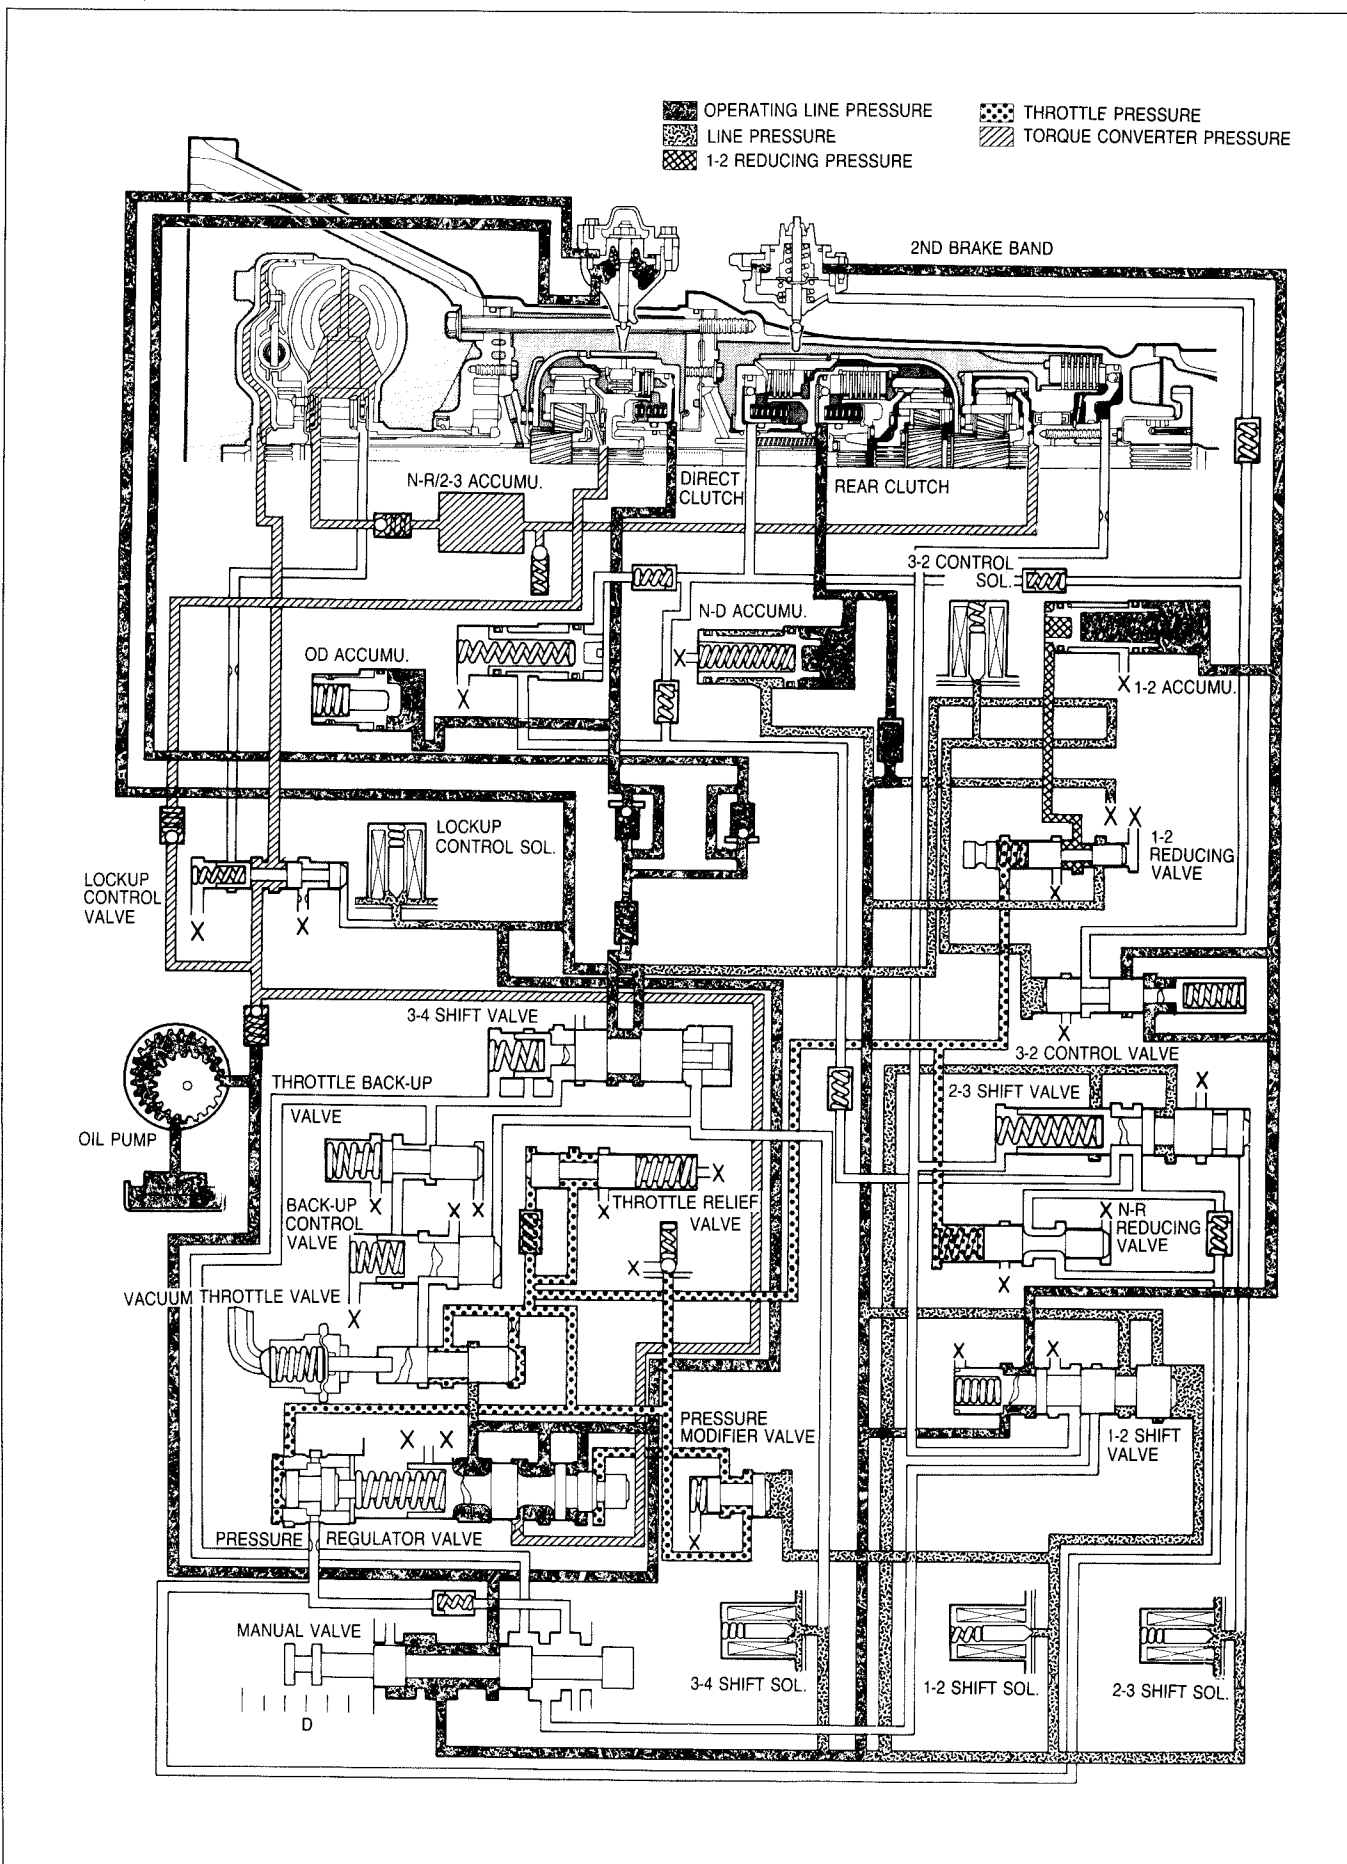 OPERATING LINE PRESSURE
THROTTLE PRESSURE
LINE PRESSURE
TORQUE CONVERTER PRESSURE
1-2 REDUCING PRESSURE
2ND BRAKE BAND
N-R/2-3 ACCUMU.
DIRECT
CLUTCH
REAR CLUTCH
3-2 CONTROL
SOL.
N-D ACCUMU.
OD ACCUMU.
X
X
X 1-2 ACCUMU.
LOCKUP
CONTROL SOL.
X X
1-2
REDUCING
VALVE
X
LOCKUP
CONTROL
VALVE
X X
3-4 SHIFT VALVE
X
3-2 CONTROL VALVE
THROTTLE BACK-UP
VALVE
2-3 SHIFT VALVE
X
OIL PUMP
X
THROTTLE RELIEF
VALVE
X X X X
BACK-UP
CONTROL
VALVE
X N-R
REDUCING
VALVE
X
X
VACUUM THROTTLE VALVE
X
X X
PRESSURE
MODIFIER VALVE
1-2 SHIFT
VALVE
X X
PRESSURE REGULATOR VALVE
X
MANUAL VALVE
D
3-4 SHIFT SOL.
1-2 SHIFT SOL.
2-3 SHIFT SOL.